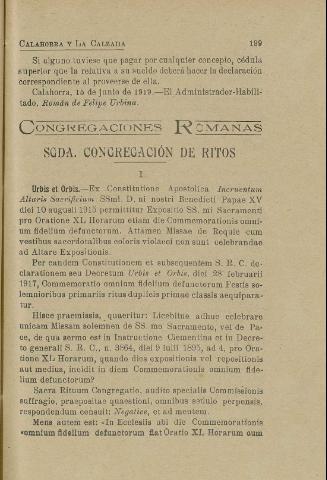 CALAHORRA Y LA CALZADA 199
Si alguno tuviese que pagar por cualquier concepto, cédula
superior que la relativa a su sueldo deberá hacer la declaración
correspondiente al proveerse de ella.
Calahorra, 15 de junio de 1919.—El Administrador-Habili-
tado, Román de Felipe Urbina.
CONGREGACIONES ROMANAS
SGDA. CONGREGACIÓN DE RITOS
I
Urbis et Orbis.—Ex Constitutione Apostolica Incruentum
Altaris Sacrificium SSmi. D. ni nostri Benedicti Papae XV
diei 10 augusti 1915 permittitur Expositio SS. mi Sacramenti
pro Oratione XL Horarum etiam die Commemorationis omni-
um fidelium defunctorum. Attamen Missae de Requie cum
vestibus sacerdotalibus coloris violacei non sunt celebrandae
ad Altare Expositionis.
Per eandem Constitutionem et subsequentem S. R. C. de-
clarationem seu Decretum Urbis et Orbis, diei 28 februarii
1917, Commemoratio omnium fidelium defunctorum Festis so-
lemnioribus primariis ritus duplicis primae classis aequipara-
tur.
Hisce praemissis, quaeritur: Licebitne adhuc celebrare
unicam Missam solemnem de SS. mo Sacramento, vel de Pa-
ce, de qua sermo est in Instructione Clementina et in Decre-
to generali S. R. C., n. 3864, diei 9 iulii 1895, ad 4, pro Ora-
tione XL Horarum, quando dies expositionis vel repositionis
aut medius, incidit in diem Commemorationis omnium fide-
lium defunctorum?
Sacra Rituum Congregatio, audito specialis Commissionis
suffragio, praepositae quaestioni, omnibus sedulo perpensis,
respondendum censuit: Negative, et ad mentem.
Mens autem est: «In Ecclesiis ubi die Commemorationis
«omnium fidelium defunctorum fiat Oratio XL Horarum cum